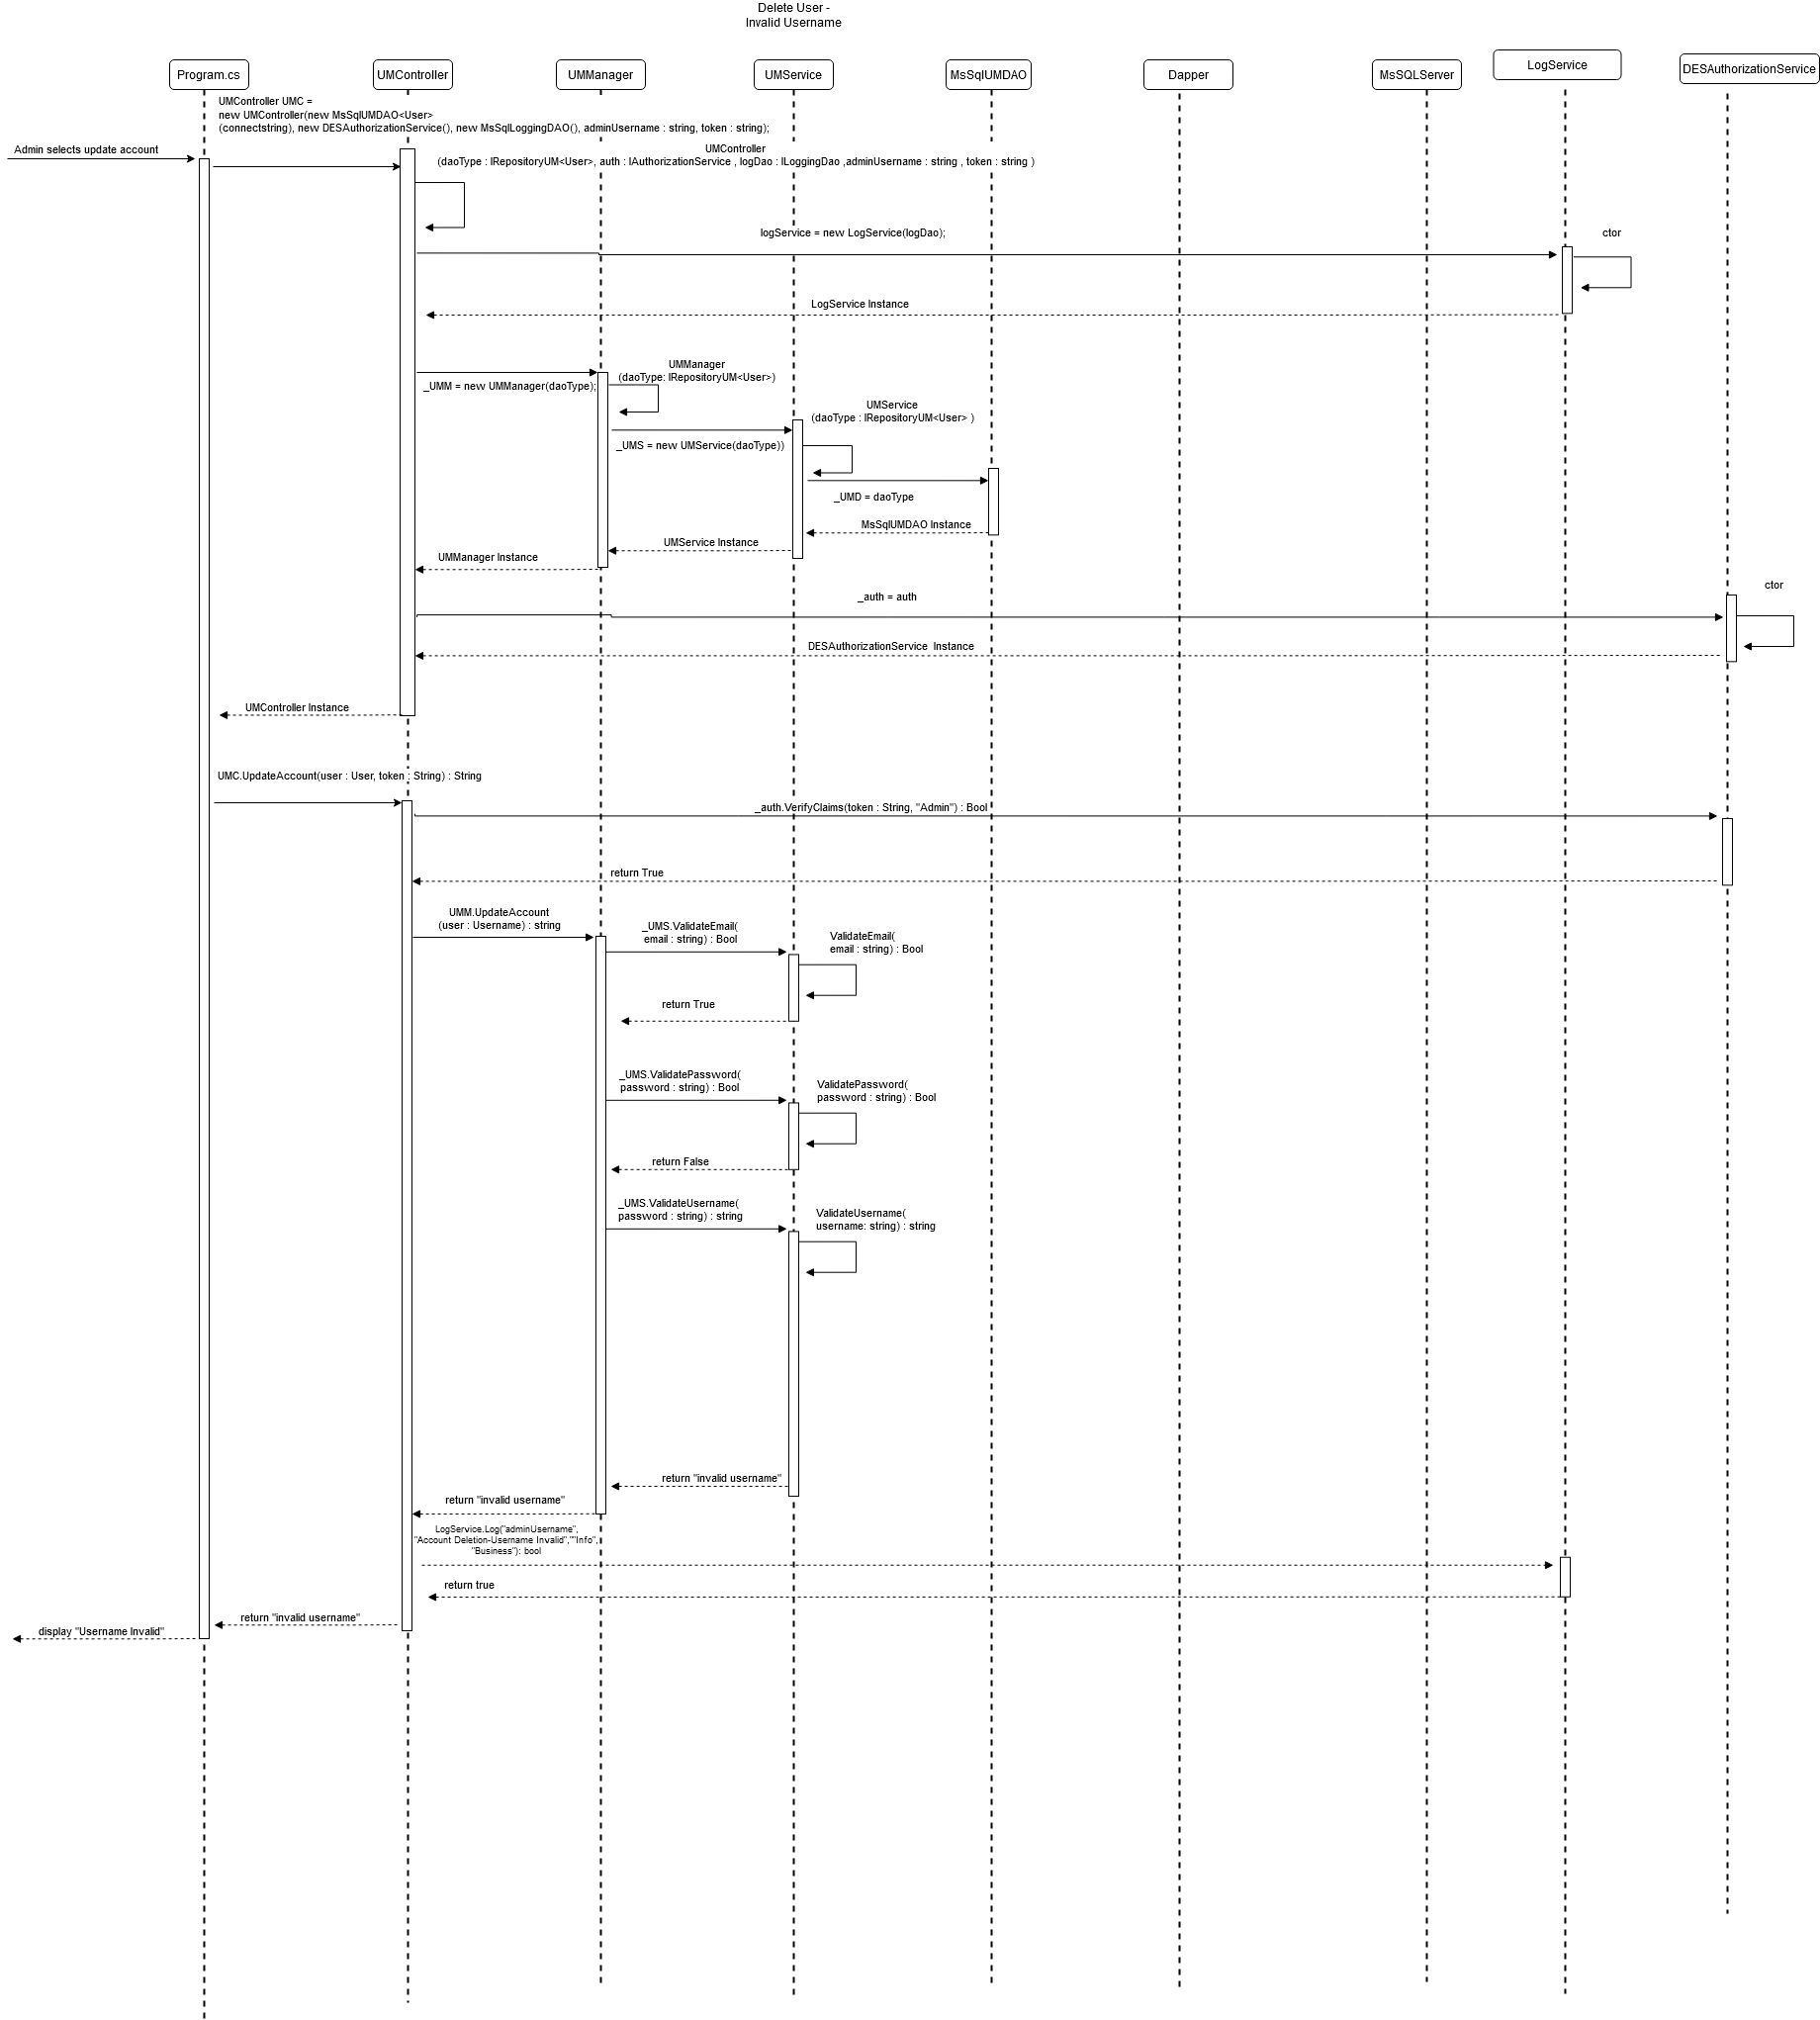 Delete User -
Invalid Username
Program.cs
UMController
UMManager
UMService
MsSqlUMDAO
Dapper
MsSQLServer
LogService
DESAuthorizationService
UMController UMC =
new UMController(new MsSqlUMDAO<User>
(connectstring), new DESAuthorizationService(), new MsSqlLoggingDAO(), adminUsername : string, token : string);
Admin selects update account
UMController
(daoType : IRepositoryUM<User>, auth : IAuthorizationService , logDao : ILoggingDao ,adminUsername : string , token : string )
logService = new LogService(logDao);
ctor
LogService Instance
UMManager
(daoType: IRepositoryUM<User>)
_UMM = new UMManager(daoType);
UMService
(daoType : IRepositoryUM<User> )
_UMS = new UMService(daoType))
_UMD = daoType
MsSqlUMDAO Instance
UMService Instance
UMManager Instance
ctor
_auth = auth
DESAuthorizationService  Instance
UMController Instance
UMC.UpdateAccount(user : User, token : String) : String
_auth.VerifyClaims(token : String, "Admin") : Bool
return True
UMM.UpdateAccount
(user : Username) : string
_UMS.ValidateEmail(
email : string) : Bool
ValidateEmail(
email : string) : Bool
return True
_UMS.ValidatePassword(
password : string) : Bool
ValidatePassword(
password : string) : Bool
return False
_UMS.ValidateUsername(
password : string) : string
ValidateUsername(
username: string) : string
return "invalid username"
return "invalid username"
LogService.Log("adminUsername",
"Account Deletion-Username Invalid",""Info",
"Business"): bool
return true
return "invalid username"
display "Username Invalid"